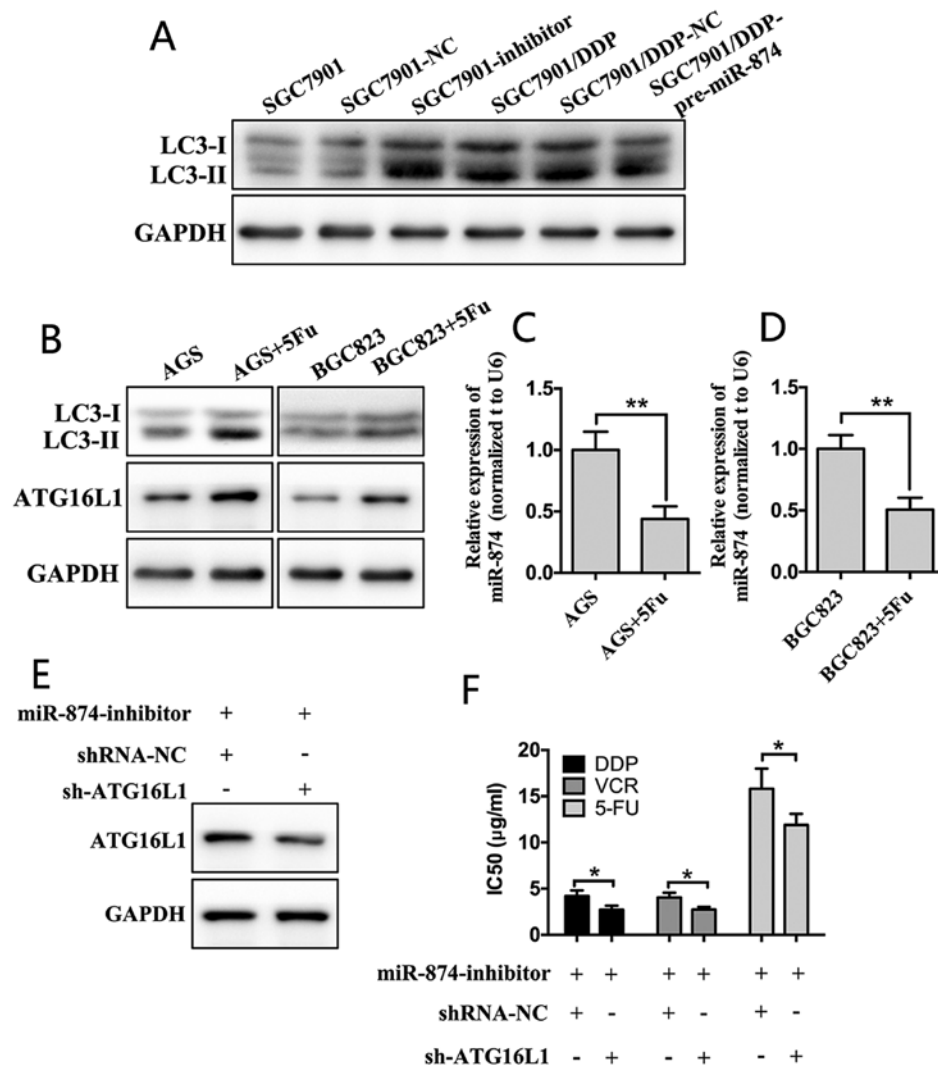 A
SGC7901
SGC7901-NC
SGC7901-inhibitor
SGC7901/DDP
SGC7901/DDP-NC
SGC7901/DDP-
pre-miR-874
LC3-I
LC3-II
GAPDH
B
AGS
AGS+5Fu
BGC823
BGC823+5Fu
LC3-I
LC3-II
ATG16L1
GAPDH
C
Relative expression of
miR-874 (normalized t to U6)
1.5
1.0
0.5
0.0
**
AGS
AGS+5Fu
D
Relative expression of
miR-874 (normalized t to U6)
1.5
1.0
0.5
0.0
**
BGC823
BGC823+5Fu
E
miR-874-inhibitor + +
shRNA-NC + -
sh-ATG16L1 - +
ATG16L1
GAPDH
F
IC50 (μg/ml)
20
15
10
5
0
DDP
VCR
5-FU
* * *
miR-874-inhibitor + + + + + +
shRNA-NC + - + - + -
sh-ATG16L1 - + - + - +